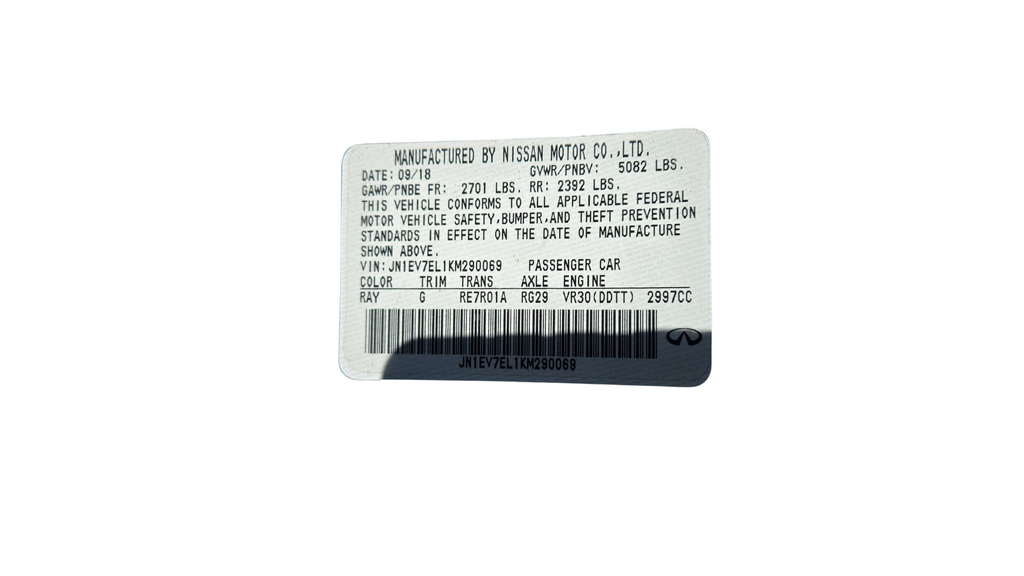 MANUFACTURED BY NISSAN MOTOR CO.,LTD.
DATE: 09/18 GVWR/PNBV: 5082 LBS.
GAWR/PNBE FR: 2701 LBS. RR: 2392 LBS.
THIS VEHICLE CONFORMS TO ALL APPLICABLE FEDERAL
MOTOR VEHICLE SAFETY,BUMPER,AND THEFT PREVENTION
STANDARDS IN EFFECT ON THE DATE OF MANUFACTURE
SHOWN ABOVE.
VIN:JN1EV7EL1KM290069 PASSENGER CAR
COLOR TRIM TRANS AXLE ENGINE
RAY G RE7R01A RG29 VR30(DDTT) 2997CC
JN1EV7EL1KM290069